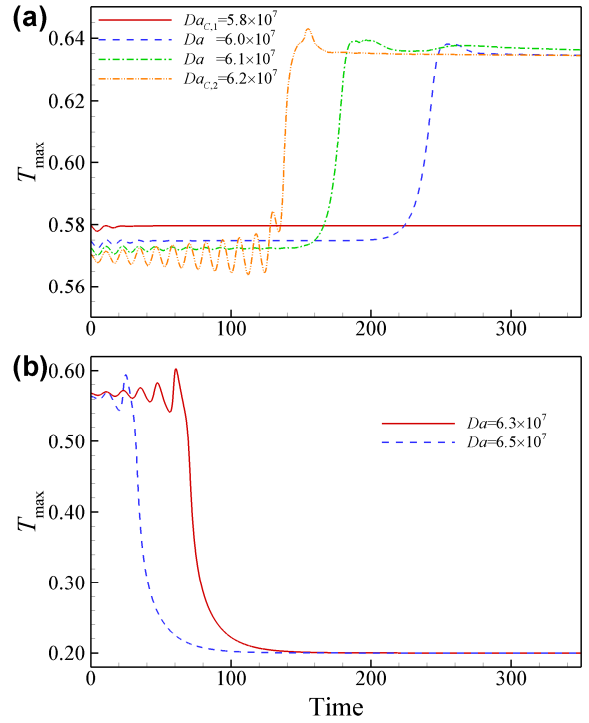 (a)
Da_C,1=5.8×10^7
Da =6.0×10^7
Da =6.1×10^7
Da_C,2=6.2×10^7
T_max
0.64
0.62
0.60
0.58
0.56
0 100 200 300
(b)
Da=6.3×10^7
Da=6.5×10^7
T_max
0.60
0.50
0.40
0.30
0.20
0 100 200 300
Time